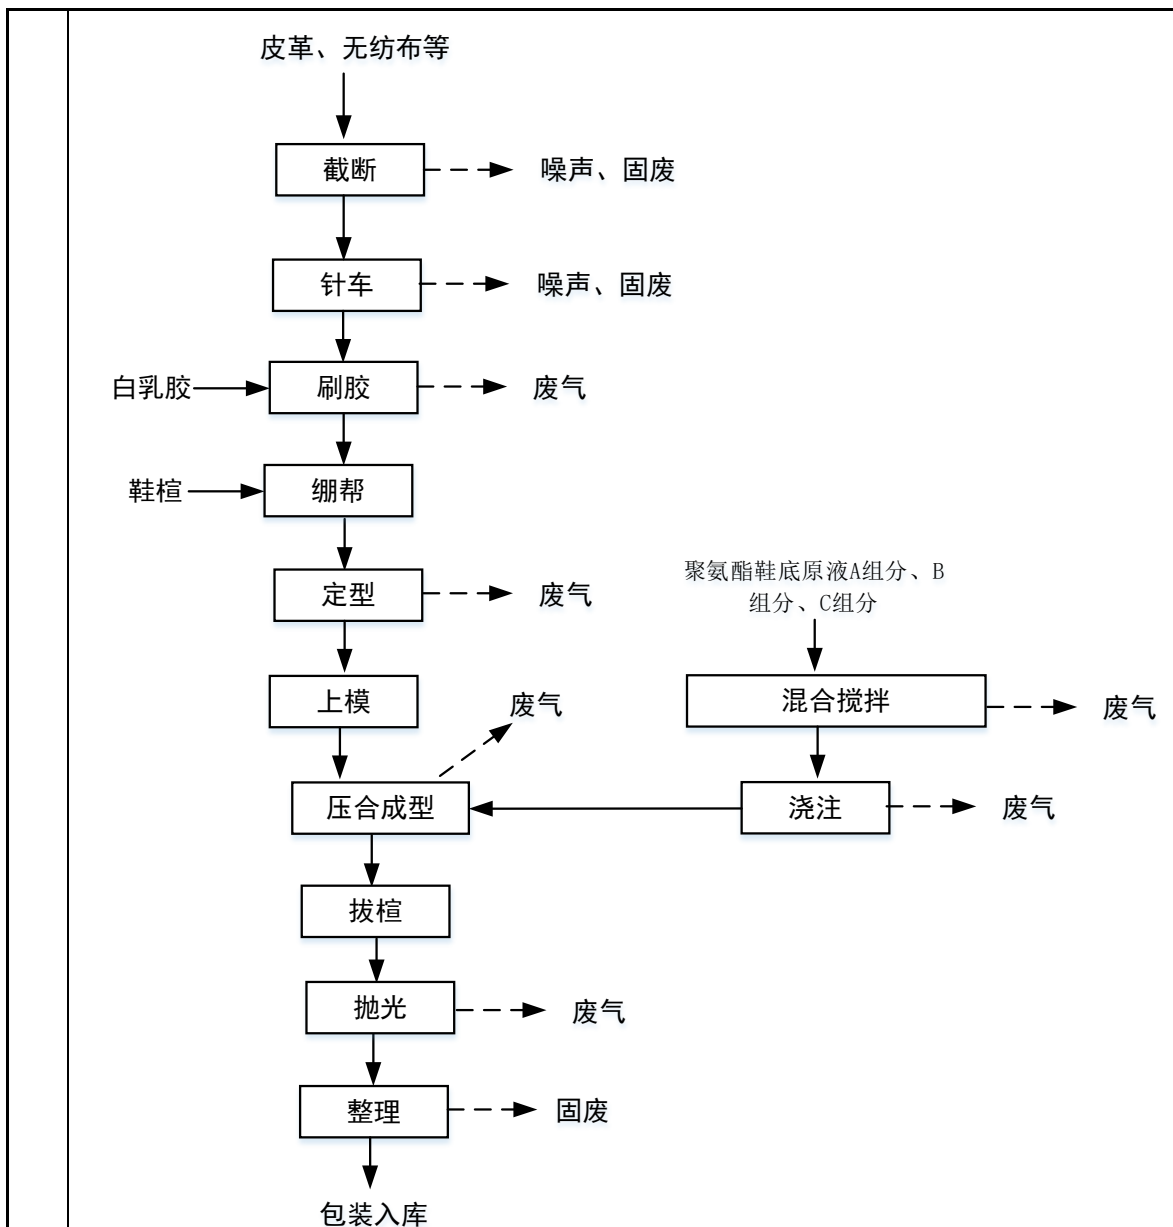 皮革、无纺布等
截断
噪声、固废
针车
噪声、固废
白乳胶
刷胶
废气
鞋楦
绷帮
定型
废气
聚氨酯鞋底原液A组分、B
组分、C组分
上模
废气
混合搅拌
废气
压合成型
浇注
废气
拔楦
抛光
废气
整理
固废
包装入库